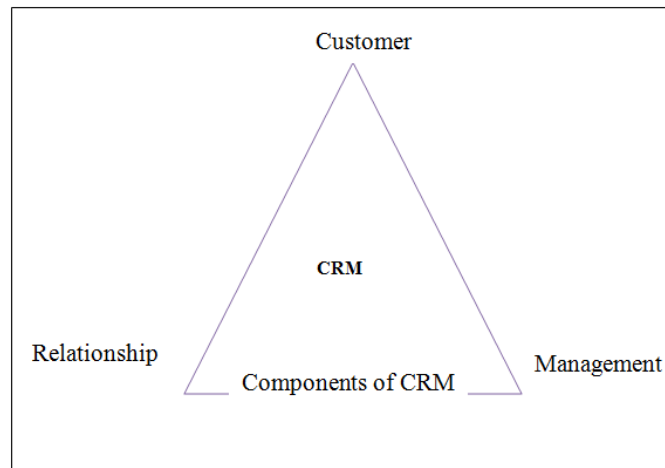 Customer
CRM
Relationship
Management
Components of CRM